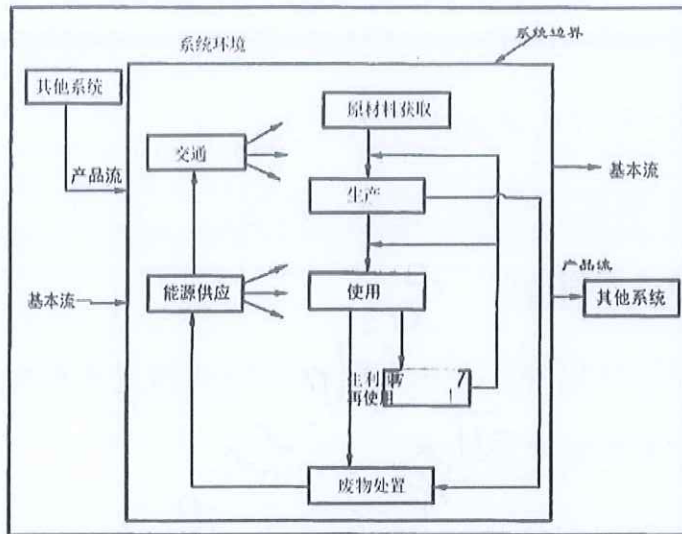 系统环境
系统边界
其他系统
原材料获取
交通
产品流
基本流
生产
能源供应
使用
产品流
基本流
其他系统
生利
再使用
废物处置